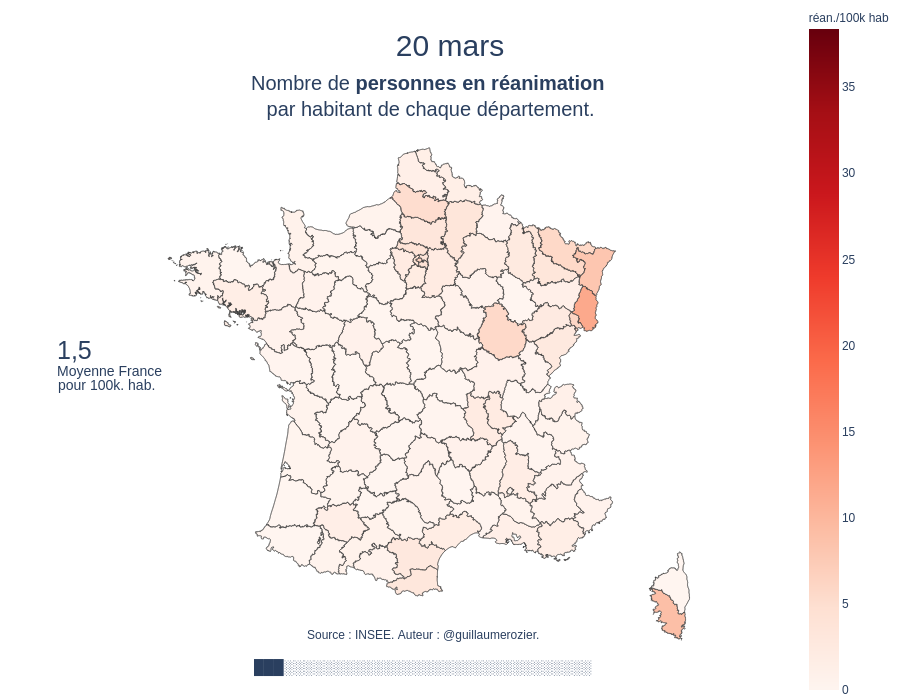 réan./100k hab
20 mars
Nombre de personnes en réanimation
par habitant de chaque département.
35
30
25
20
15
10
5
0
1,5
Moyenne France
pour 100k. hab.
Source : INSEE. Auteur : @guillaumerozier.